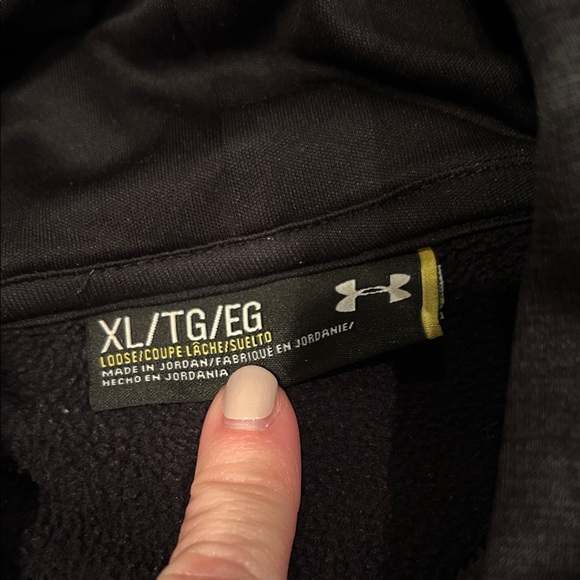 XL/TG/EG
LOOSE/COUPE LÂCHE/SUELTO
MADE IN JORDAN/FABRIQUÉ EN JORDANIE/
HECHO EN JORDANIA